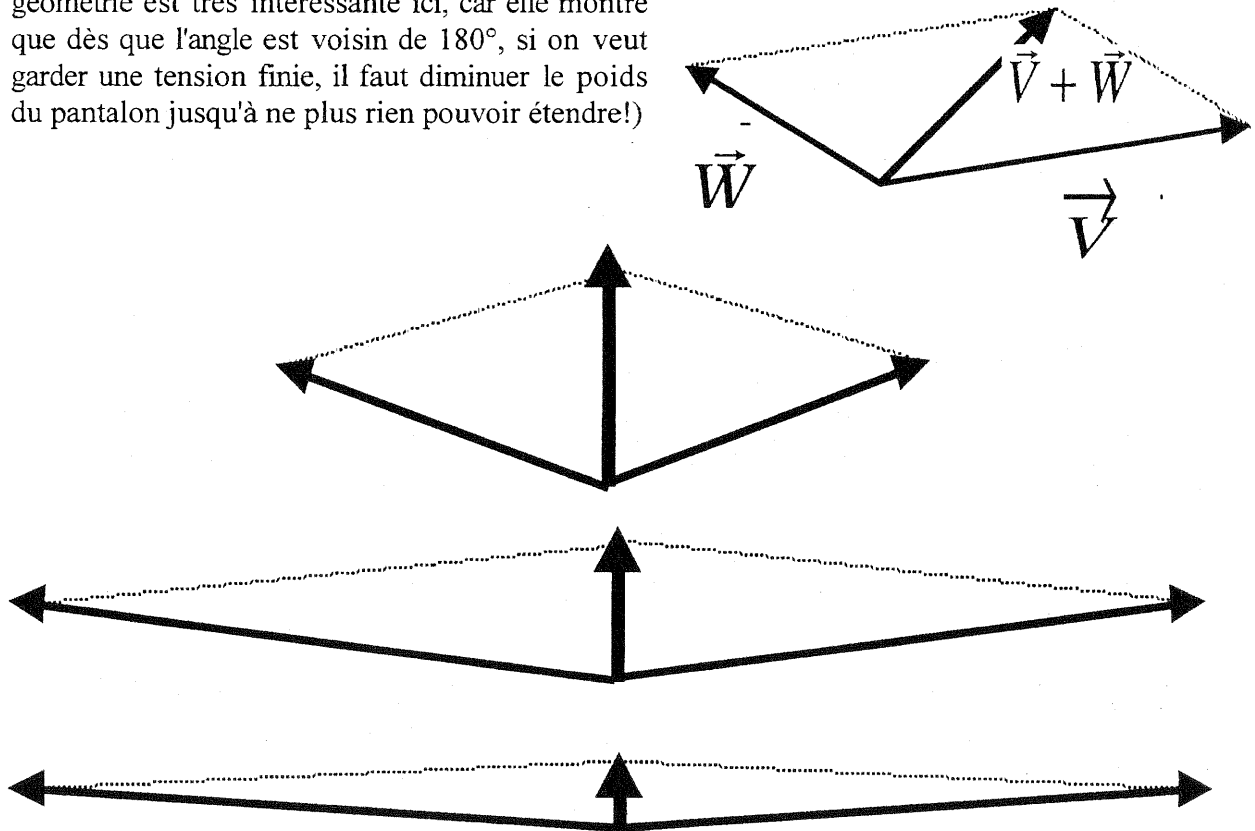 géométrie est très intéressante ici, car elle montre
que dès que l'angle est voisin de 180°, si on veut
garder une tension finie, il faut diminuer le poids
du pantalon jusqu'à ne plus rien pouvoir étendre!)
V⃗ + W⃗
W⃗
V⃗